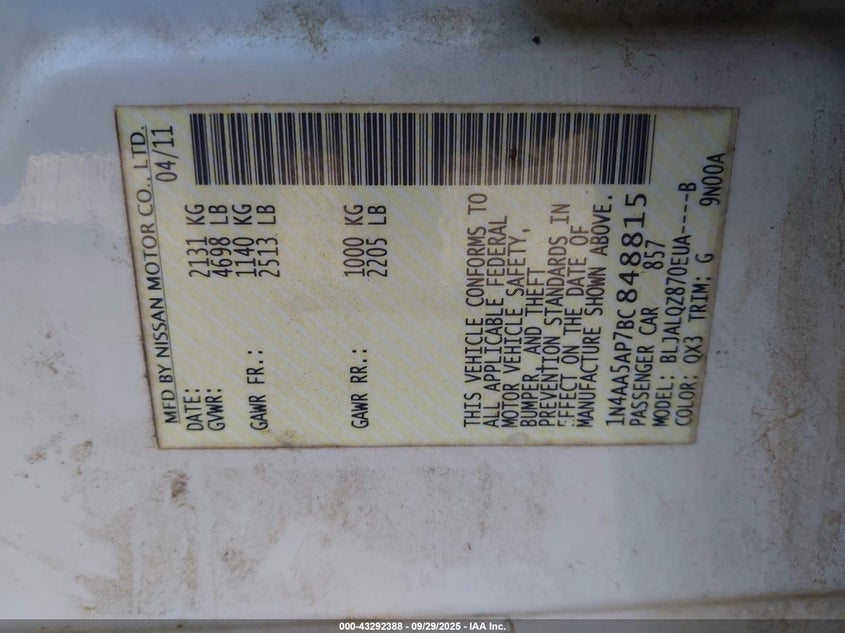 MFD BY NISSAN MOTOR CO., LTD.
DATE: 04/11
GVWR: 2131 KG
4698 LB
GAWR FR.: 1140 KG
2513 LB
GAWR RR.: 1000 KG
2205 LB
THIS VEHICLE CONFORMS TO
ALL APPLICABLE FEDERAL
MOTOR VEHICLE SAFETY,
BUMPER, AND THEFT
PREVENTION STANDARDS IN
EFFECT ON THE DATE OF
MANUFACTURE SHOWN ABOVE.
1N4AA5AP7BC848815
PASSENGER CAR 857
MODEL: BLJALQZ870EUA----B
COLOR: QX3 TRIM: G 9N00A
000-43292388 - 09/29/2025 - IAA Inc.